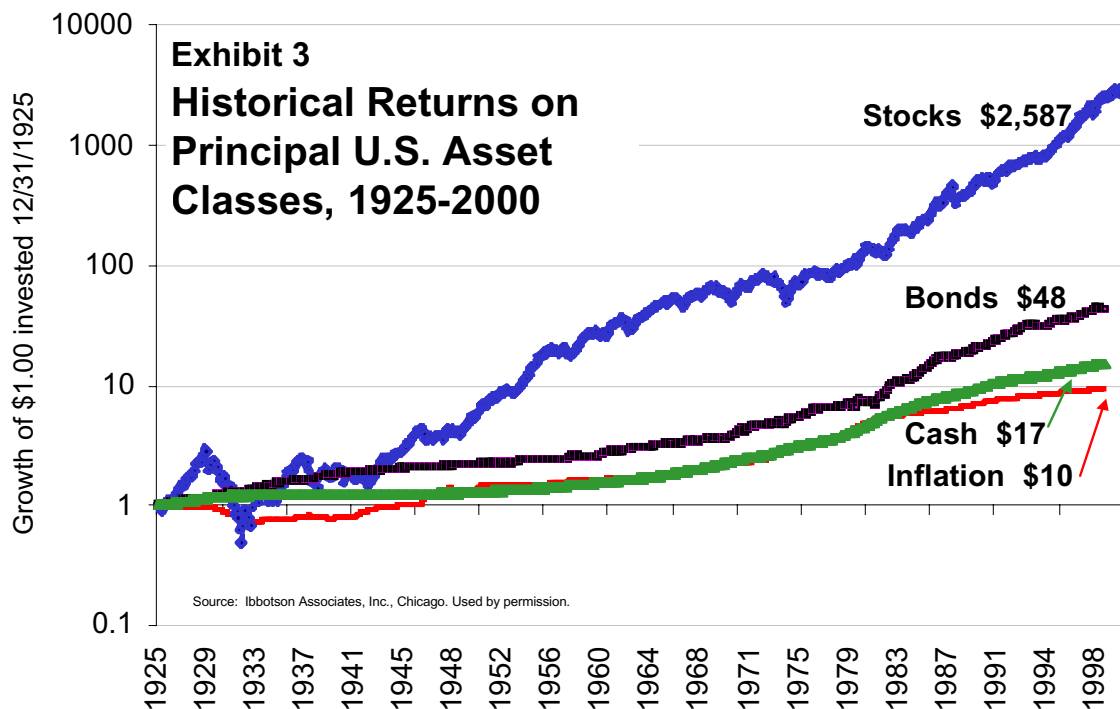 Exhibit 3
Historical Returns on
Principal U.S. Asset
Classes, 1925-2000
Growth of $1.00 invested 12/31/1925
10000
1000
100
10
1
0.1
Stocks $2,587
Bonds $48
Cash $17
Inflation $10
Source: Ibbotson Associates, Inc., Chicago. Used by permission.
1925
1929
1933
1937
1941
1945
1948
1952
1956
1960
1964
1968
1971
1975
1979
1983
1987
1991
1994
1998